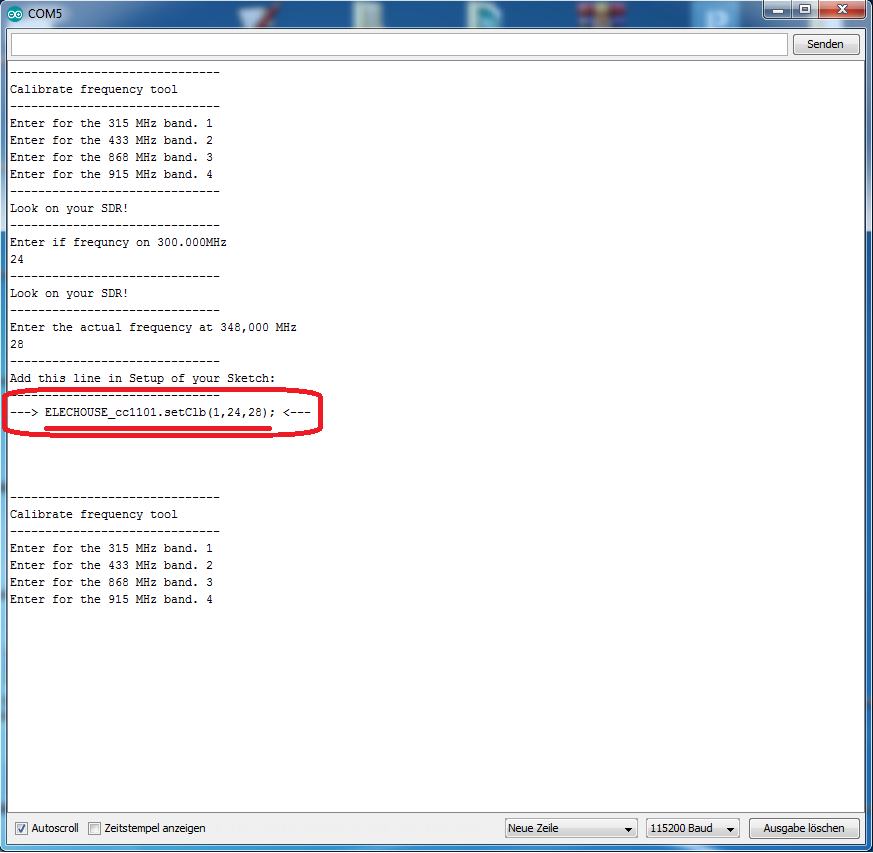 COM5
Senden
------------------------------
Calibrate frequency tool
------------------------------
Enter for the 315 MHz band. 1
Enter for the 433 MHz band. 2
Enter for the 868 MHz band. 3
Enter for the 915 MHz band. 4
------------------------------
Look on your SDR!
------------------------------
Enter if frequncy on 300.000MHz
24
------------------------------
Look on your SDR!
------------------------------
Enter the actual frequency at 348,000 MHz
28
------------------------------
Add this line in Setup of your Sketch:
------------------------------
---> ELECHOUSE_cc1101.setClb(1,24,28); <---
------------------------------
Calibrate frequency tool
------------------------------
Enter for the 315 MHz band. 1
Enter for the 433 MHz band. 2
Enter for the 868 MHz band. 3
Enter for the 915 MHz band. 4
Autoscroll Zeitstempel anzeigen Neue Zeile 115200 Baud Ausgabe löschen